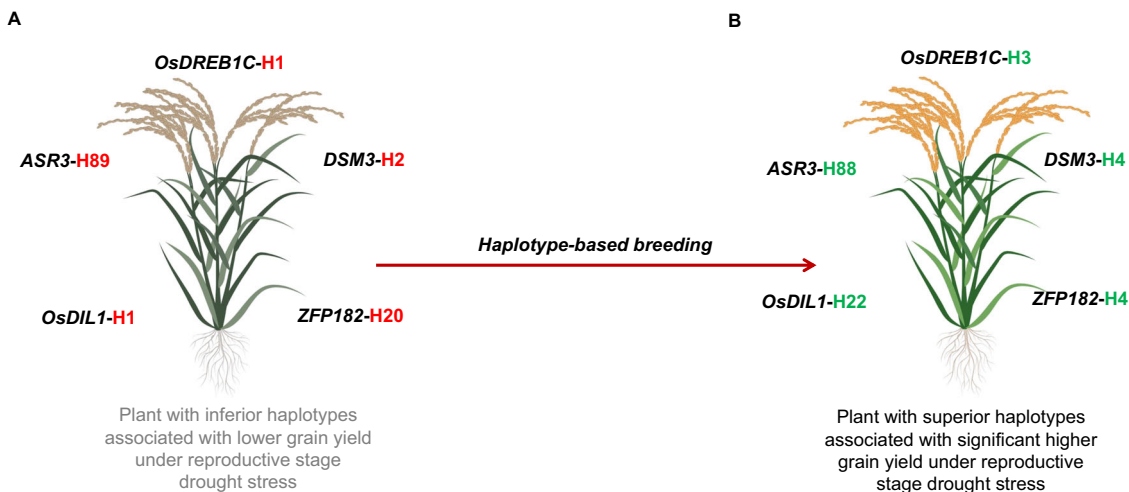 A
OsDREB1C-H1
ASR3-H89
DSM3-H2
OsDIL1-H1
ZFP182-H20
Plant with inferior haplotypes
associated with lower grain yield
under reproductive stage
drought stress
Haplotype-based breeding
B
OsDREB1C-H3
ASR3-H88
DSM3-H4
OsDIL1-H22
ZFP182-H4
Plant with superior haplotypes
associated with significant higher
grain yield under reproductive
stage drought stress